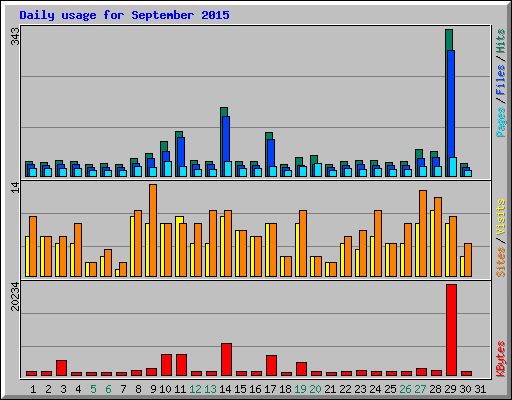 Daily usage for September 2015
343
14
20234
Pages / Files / Hits
Sites / Visits
KBytes
1 2 3 4 5 6 7 8 9 10 11 12 13 14 15 16 17 18 19 20 21 22 23 24 25 26 27 28 29 30 31